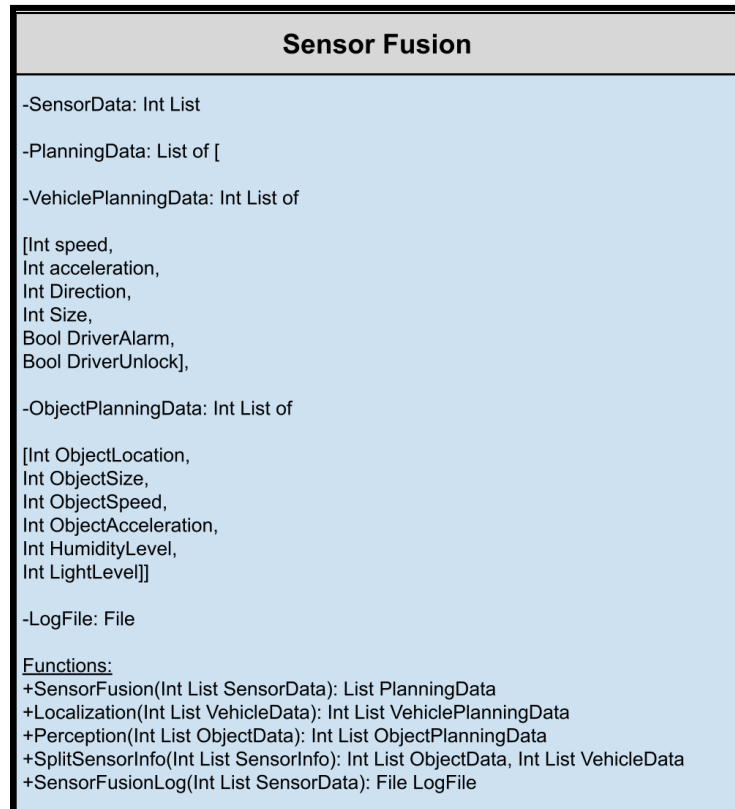 Sensor Fusion
-SensorData: Int List
-PlanningData: List of [
-VehiclePlanningData: Int List of
[Int speed,
Int acceleration,
Int Direction,
Int Size,
Bool DriverAlarm,
Bool DriverUnlock],
-ObjectPlanningData: Int List of
[Int ObjectLocation,
Int ObjectSize,
Int ObjectSpeed,
Int ObjectAcceleration,
Int HumidityLevel,
Int LightLevel]]
-LogFile: File
Functions:
+SensorFusion(Int List SensorData): List PlanningData
+Localization(Int List VehicleData): Int List VehiclePlanningData
+Perception(Int List ObjectData): Int List ObjectPlanningData
+SplitSensorInfo(Int List SensorInfo): Int List ObjectData, Int List VehicleData
+SensorFusionLog(Int List SensorData): File LogFile